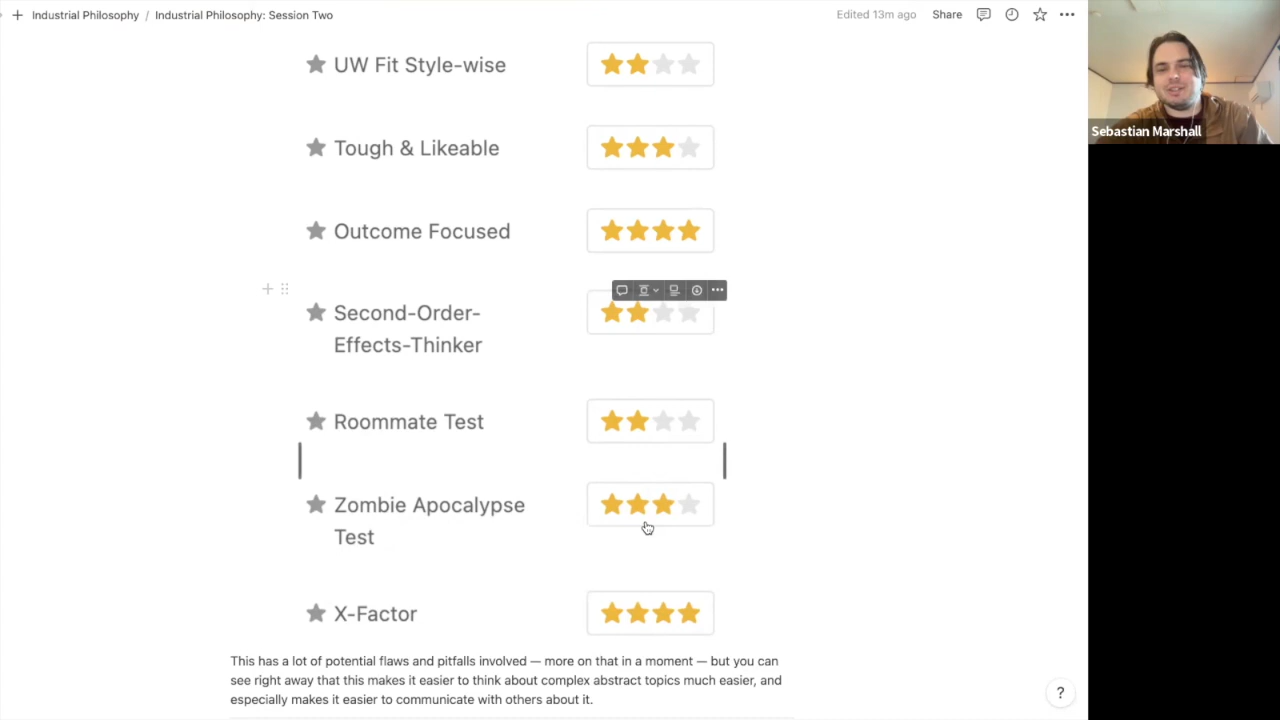 Industrial Philosophy / Industrial Philosophy: Session Two
Edited 13m ago Share
Sebastian Marshall
UW Fit Style-wise
Tough & Likeable
Outcome Focused
Second-Order-
Effects-Thinker
Roommate Test
Zombie Apocalypse
Test
X-Factor
This has a lot of potential flaws and pitfalls involved — more on that in a moment — but you can
see right away that this makes it easier to think about complex abstract topics much easier, and
especially makes it easier to communicate with others about it.
?